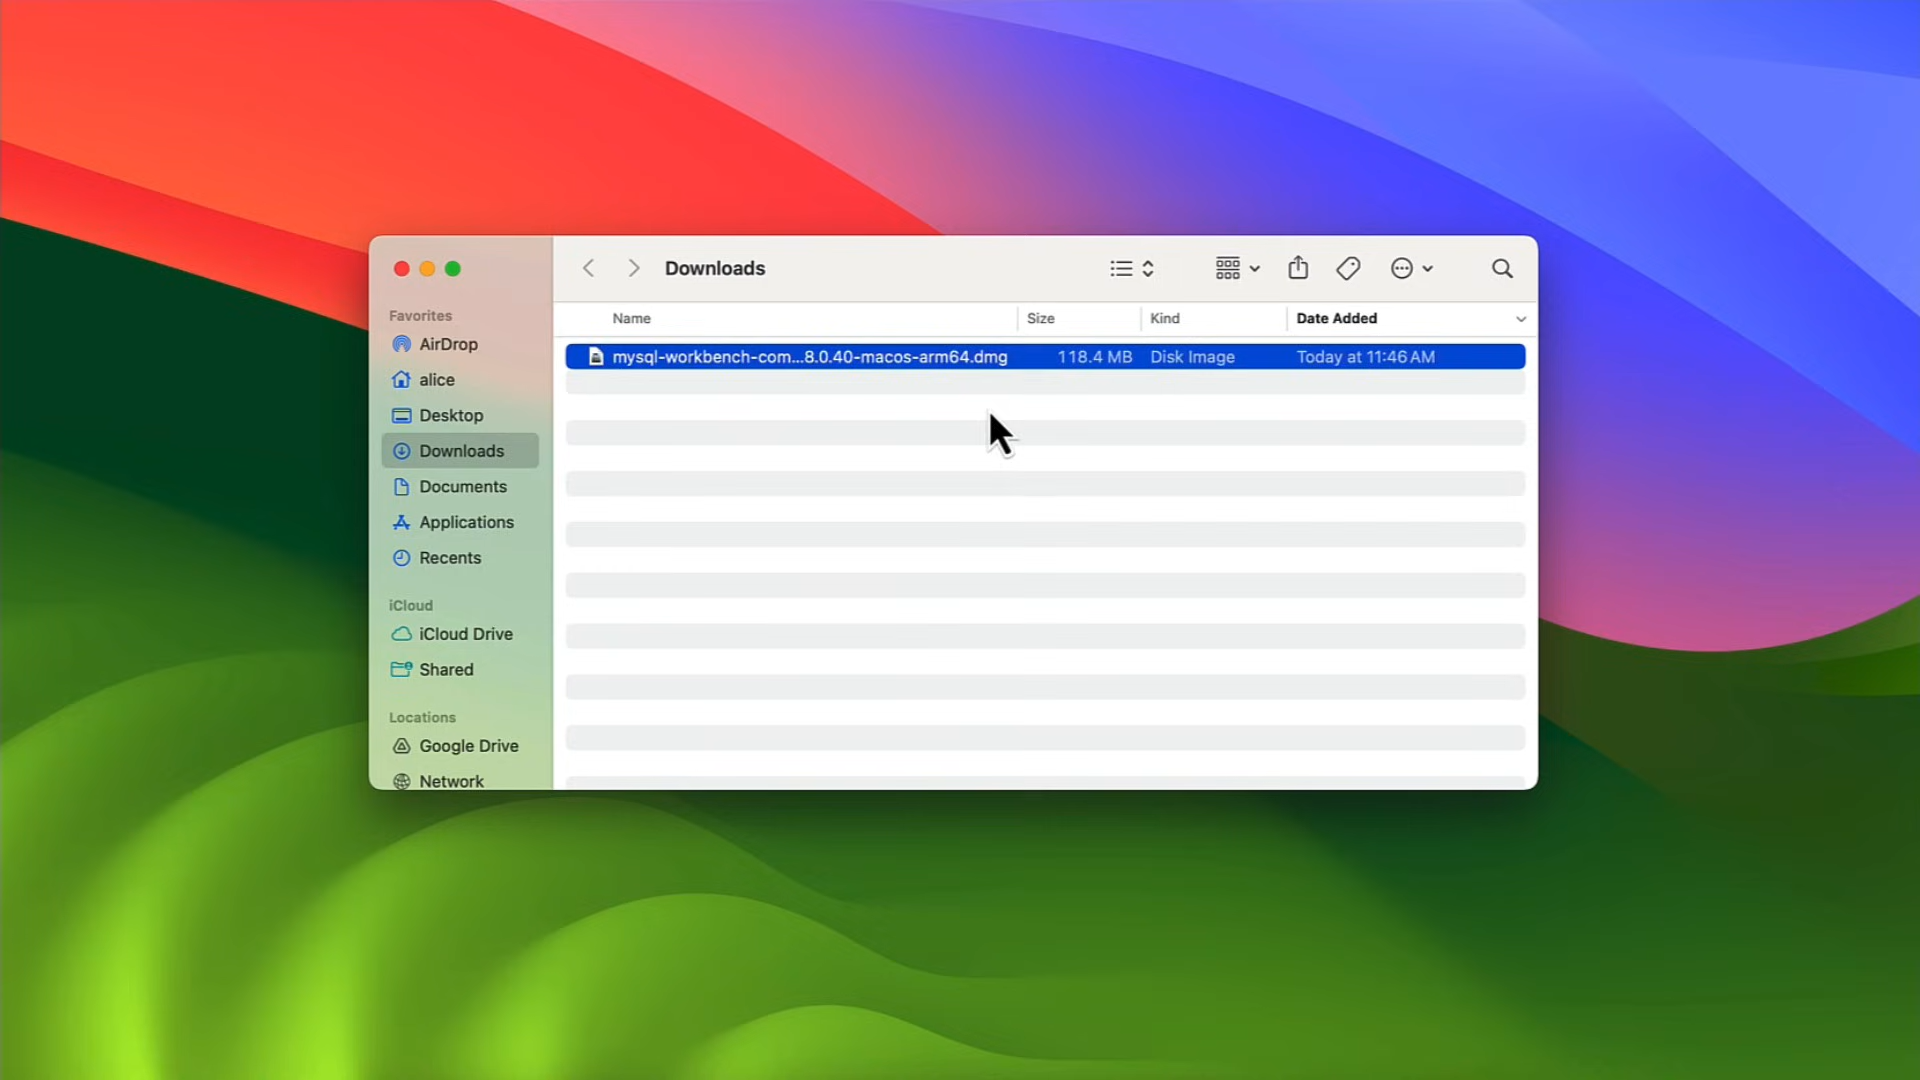 Downloads
Favorites
AirDrop
alice
Desktop
Downloads
Documents
Applications
Recents
iCloud
iCloud Drive
Shared
Locations
Google Drive
Network
Name Size Kind Date Added
mysql-workbench-com...8.0.40-macos-arm64.dmg 118.4 MB Disk Image Today at 11:46 AM